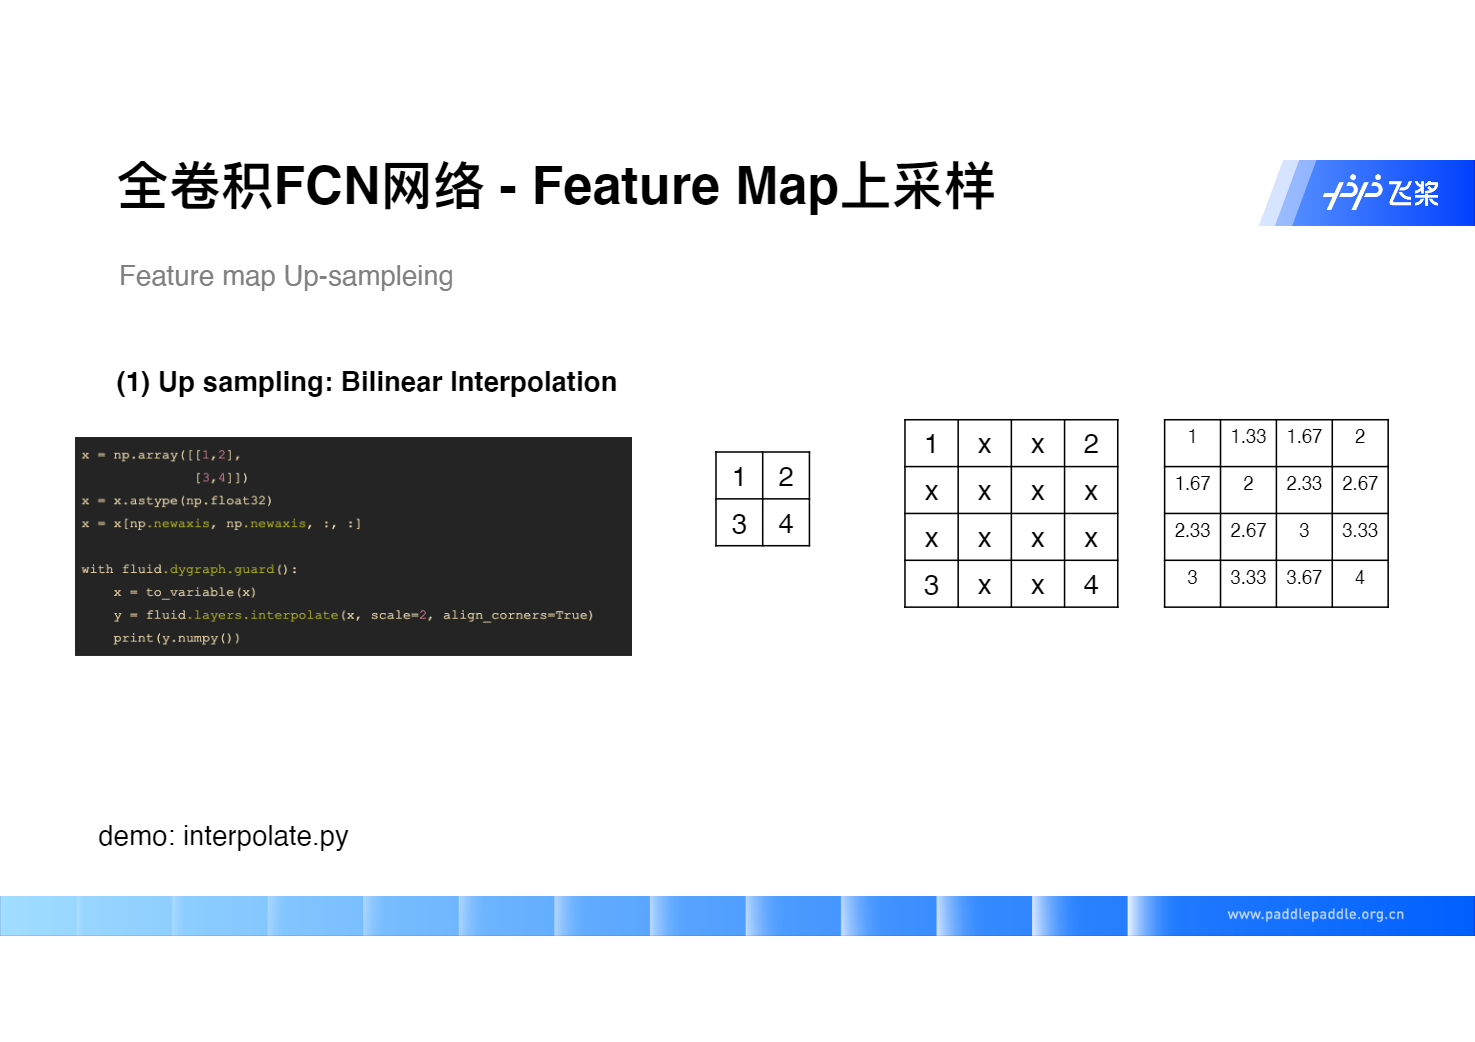 全卷积FCN网络 - Feature Map上采样
飞桨
Feature map Up-sampleing
(1) Up sampling: Bilinear Interpolation
x = np.array([[1,2],
[3,4]])
x = x.astype(np.float32)
x = x[np.newaxis, np.newaxis, :, :]
with fluid.dygraph.guard():
x = to_variable(x)
y = fluid.layers.interpolate(x, scale=2, align_corners=True)
print(y.numpy())
1 2
3 4
1 x x 2
x x x x
x x x x
3 x x 4
1 1.33 1.67 2
1.67 2 2.33 2.67
2.33 2.67 3 3.33
3 3.33 3.67 4
demo: interpolate.py
www.paddlepaddle.org.cn